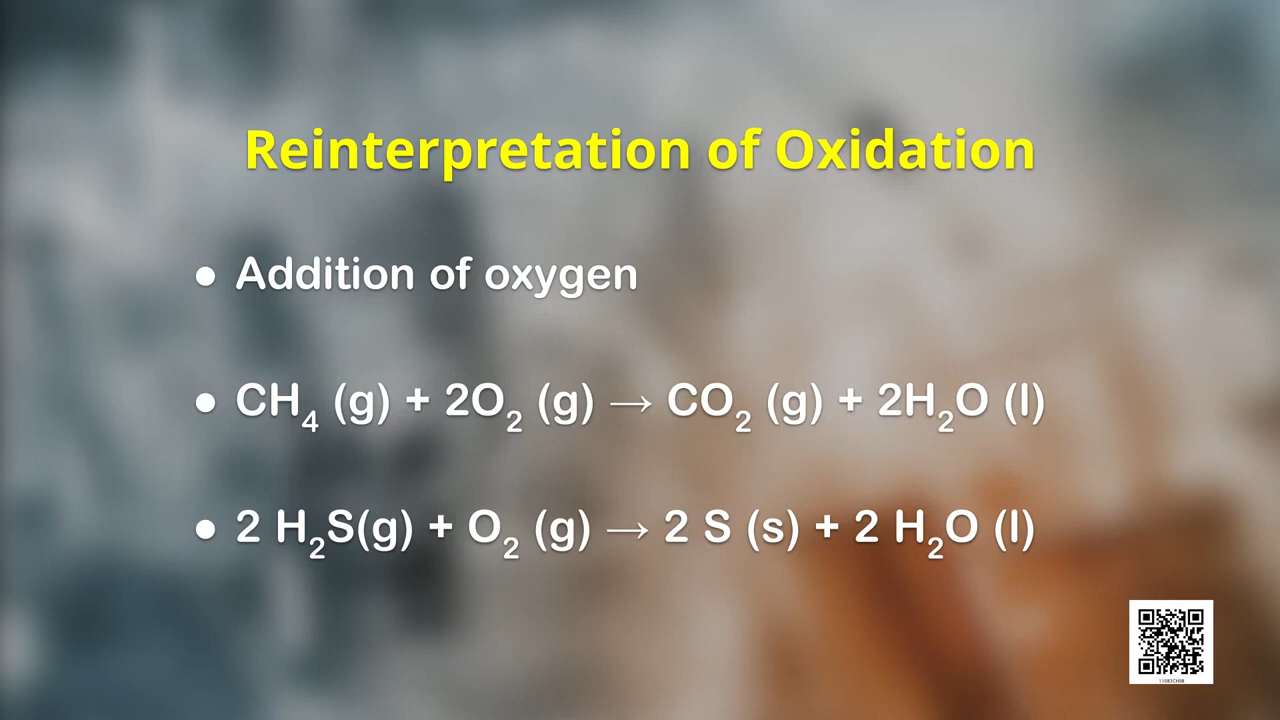 Reinterpretation of Oxidation
● Addition of oxygen
● CH₄ (g) + 2O₂ (g) → CO₂ (g) + 2H₂O (l)
● 2 H₂S(g) + O₂ (g) → 2 S (s) + 2 H₂O (l)